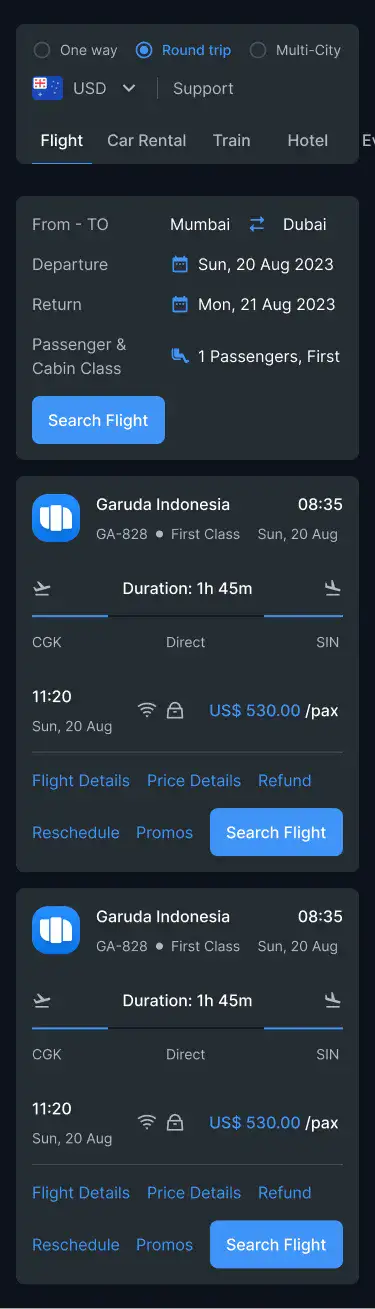 One way Round trip Multi-City
USD Support
Flight Car Rental Train Hotel
From - TO Mumbai Dubai
Departure Sun, 20 Aug 2023
Return Mon, 21 Aug 2023
Passenger &
Cabin Class
1 Passengers, First
Search Flight
Garuda Indonesia 08:35
GA-828 • First Class Sun, 20 Aug
Duration: 1h 45m
CGK Direct SIN
11:20
Sun, 20 Aug
US$ 530.00 /pax
Flight Details Price Details Refund
Reschedule Promos Search Flight
Garuda Indonesia 08:35
GA-828 • First Class Sun, 20 Aug
Duration: 1h 45m
CGK Direct SIN
11:20
Sun, 20 Aug
US$ 530.00 /pax
Flight Details Price Details Refund
Reschedule Promos Search Flight